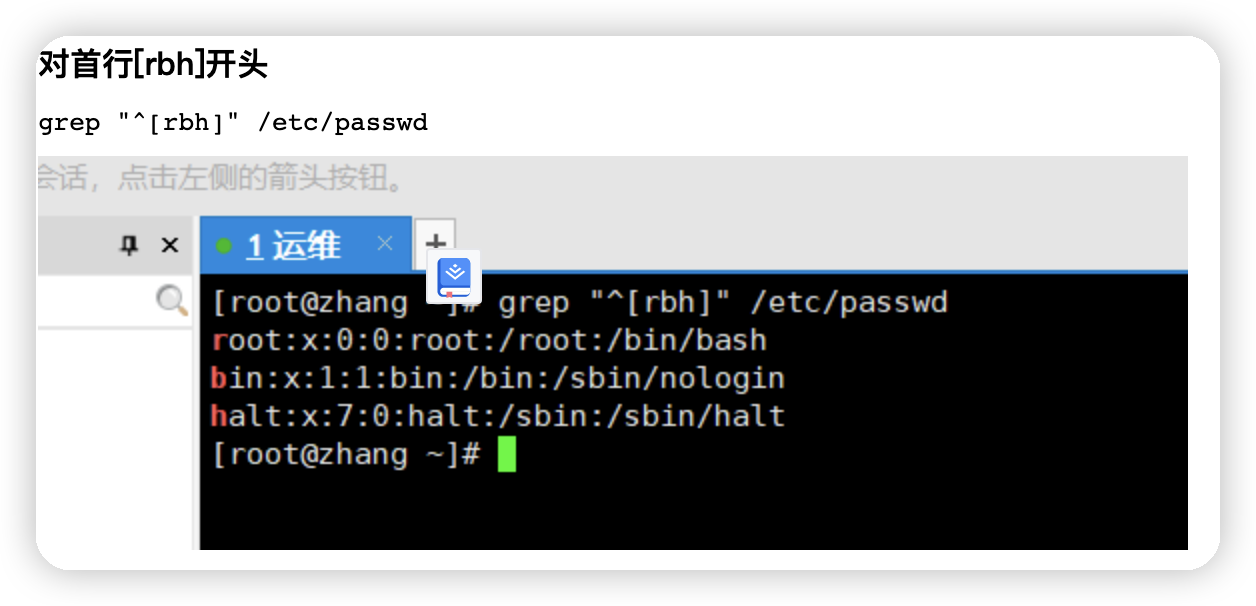 对首行[rbh]开头
grep "^[rbh]" /etc/passwd
会话，点击左侧的箭头按钮。
1 运维
[root@zhang ~]# grep "^[rbh]" /etc/passwd
root:x:0:0:root:/root:/bin/bash
bin:x:1:1:bin:/bin:/sbin/nologin
halt:x:7:0:halt:/sbin:/sbin/halt
[root@zhang ~]#